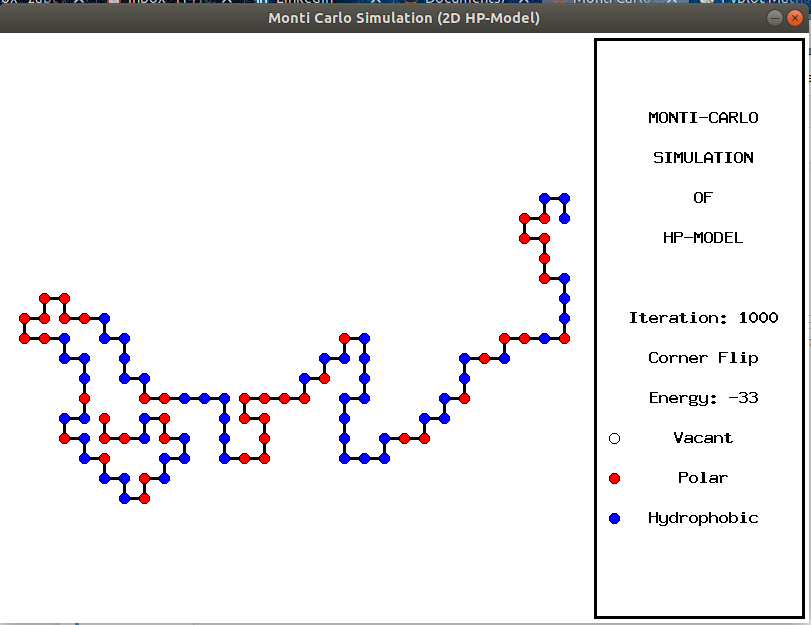 Monti Carlo Simulation (2D HP-Model)
MONTI-CARLO
SIMULATION
OF
HP-MODEL
Iteration: 1000
Corner Flip
Energy: -33
Vacant
Polar
Hydrophobic